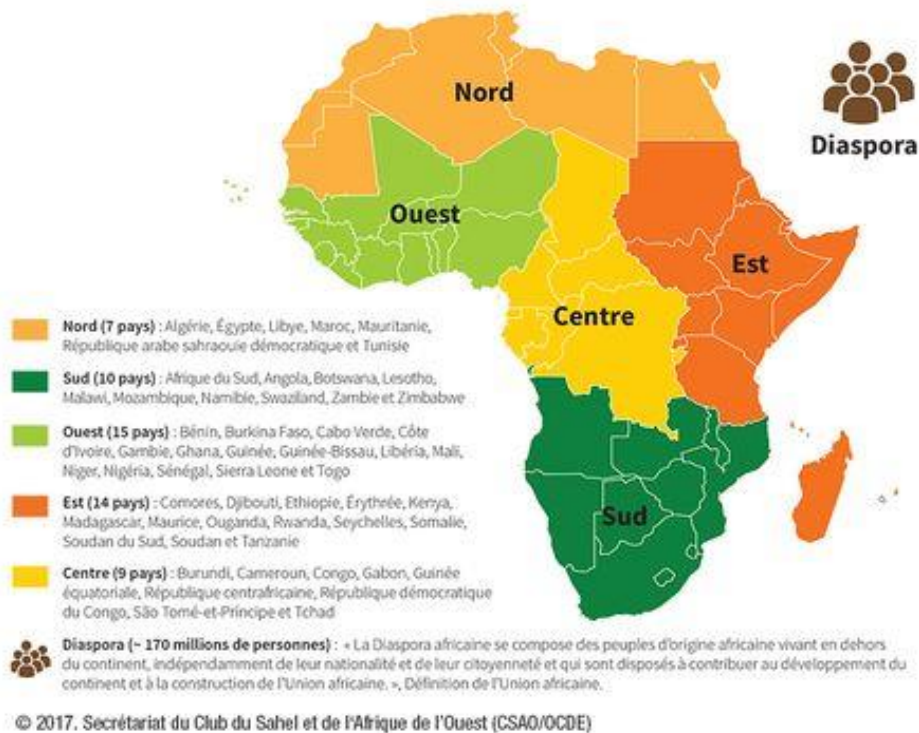 Nord
Diaspora
Ouest
Est
Centre
Sud
Nord (7 pays) : Algérie, Égypte, Libye, Maroc, Mauritanie,
République arabe sahraouie démocratique et Tunisie
Sud (10 pays) : Afrique du Sud, Angola, Botswana, Lesotho,
Malawi, Mozambique, Namibie, Swaziland, Zambie et Zimbabwe
Ouest (15 pays) : Bénin, Burkina Faso, Cabo Verde, Côte
d'Ivoire, Gambie, Ghana, Guinée, Guinée-Bissau, Libéria, Mali,
Niger, Nigéria, Sénégal, Sierra Leone et Togo
Est (14 pays) : Comores, Djibouti, Ethiopie, Érythrée, Kenya,
Madagascar, Maurice, Ouganda, Rwanda, Seychelles, Somalie,
Soudan du Sud, Soudan et Tanzanie
Centre (9 pays) : Burundi, Cameroun, Congo, Gabon, Guinée
équatoriale, République centrafricaine, République démocratique
du Congo, São Tomé-et-Príncipe et Tchad
Diaspora (~ 170 millions de personnes) : « La Diaspora africaine se compose des peuples d'origine africaine vivant en dehors
du continent, indépendamment de leur nationalité et de leur citoyenneté et qui sont disposés à contribuer au développement du
continent et à la construction de l'Union africaine. », Définition de l'Union africaine.
© 2017. Secrétariat du Club du Sahel et de l'Afrique de l'Ouest (CSAO/OCDE)